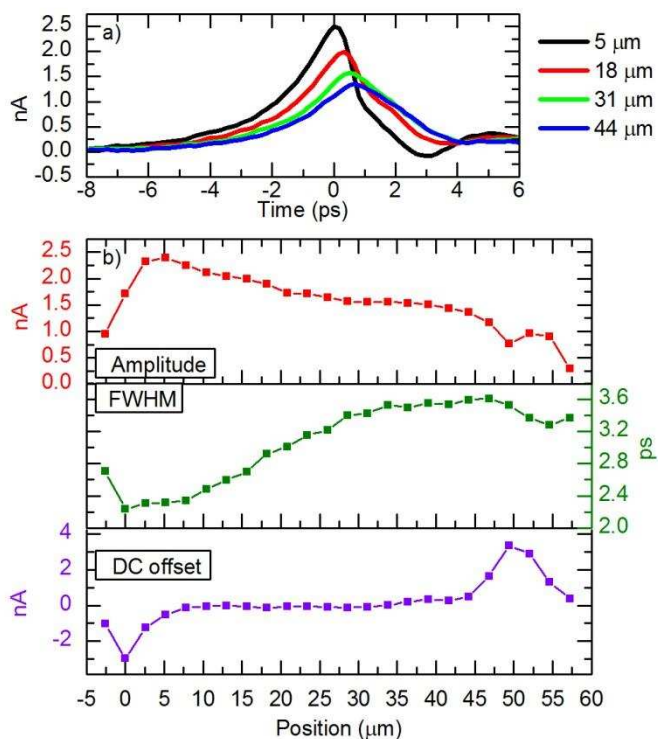 a)
5 μm
18 μm
31 μm
44 μm
nA
2.5
2.0
1.5
1.0
0.5
0.0
-0.5
-8 -6 -4 -2 0 2 4 6
Time (ps)
b)
nA
2.5
2.0
1.5
1.0
0.5
0.0
Amplitude
FWHM
3.6
3.2
2.8
2.4
2.0
ps
DC offset
nA
4
2
0
-2
-5 0 5 10 15 20 25 30 35 40 45 50 55 60
Position (μm)